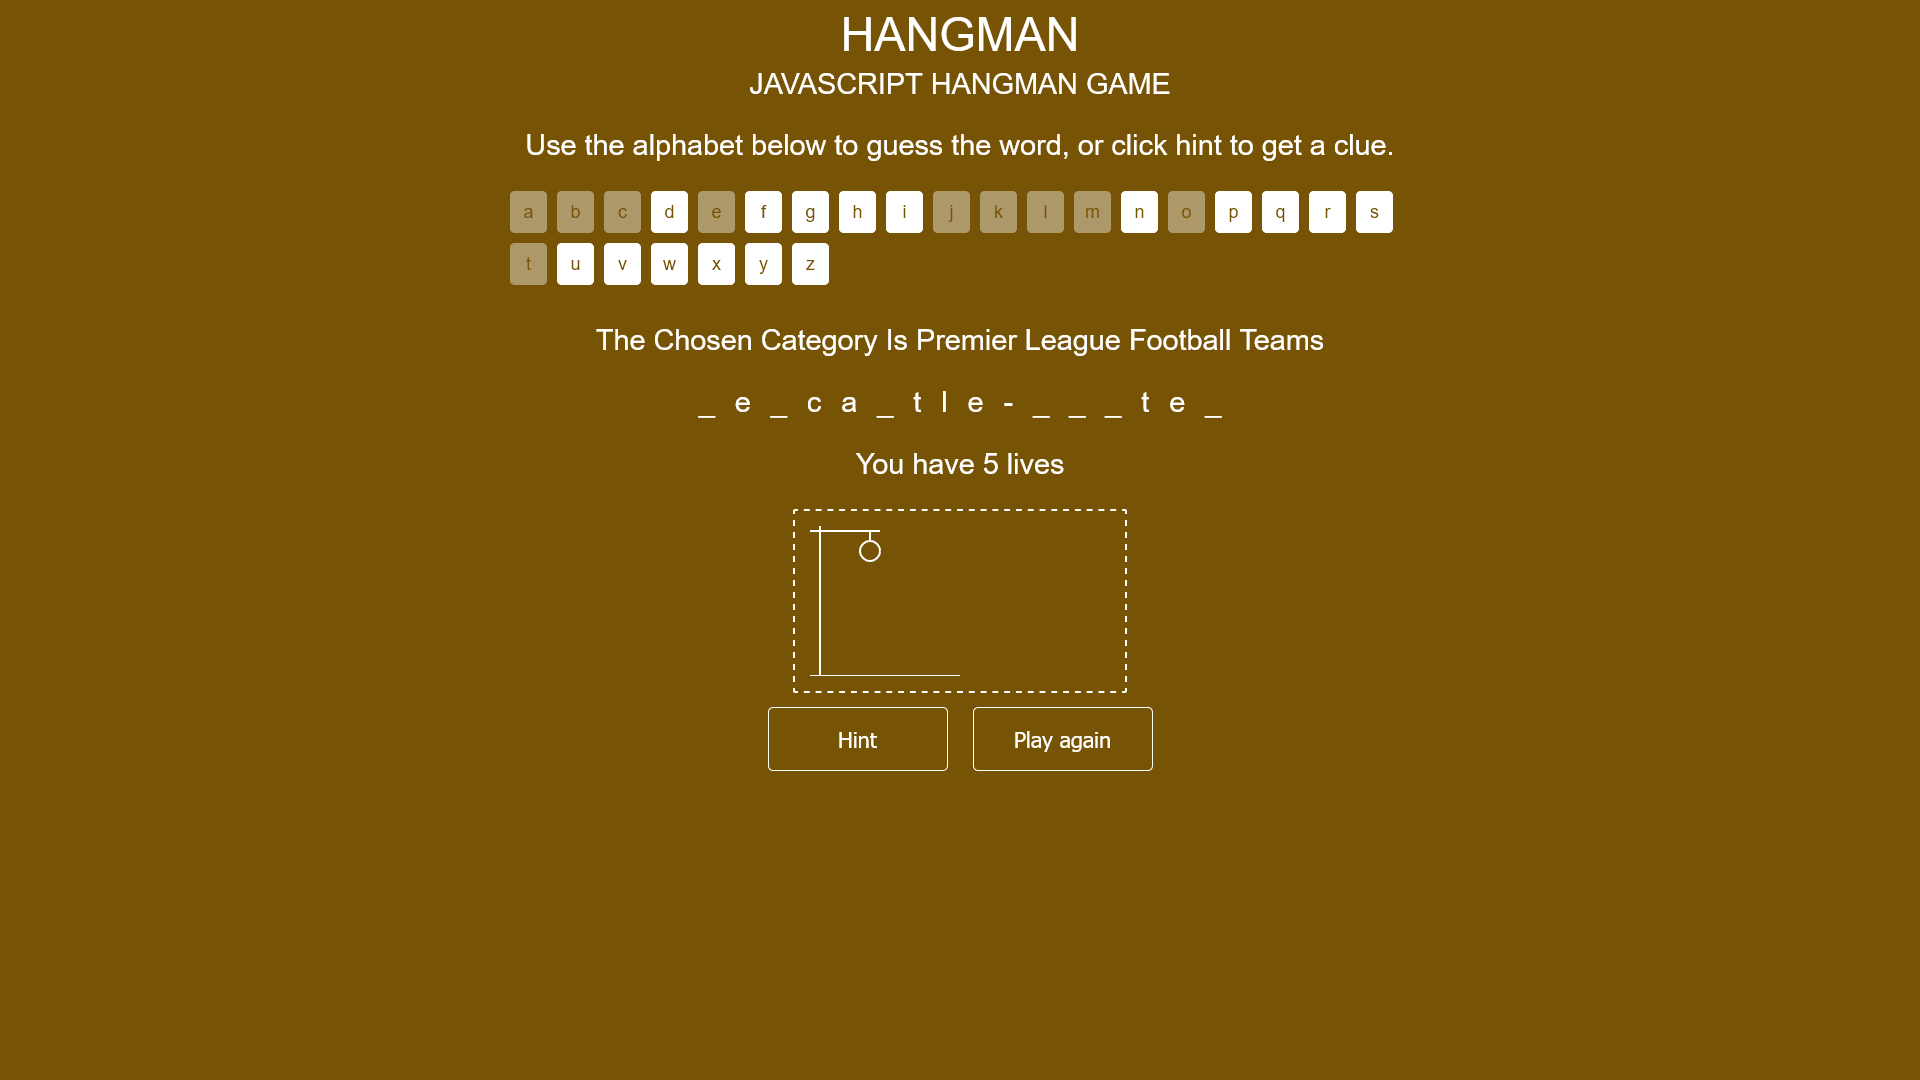 HANGMAN
JAVASCRIPT HANGMAN GAME
Use the alphabet below to guess the word, or click hint to get a clue.
a b c d e f g h i j k l m n o p q r s
t u v w x y z
The Chosen Category Is Premier League Football Teams
_ e _ c a _ t l e - _ _ _ t e _
You have 5 lives
Hint Play again